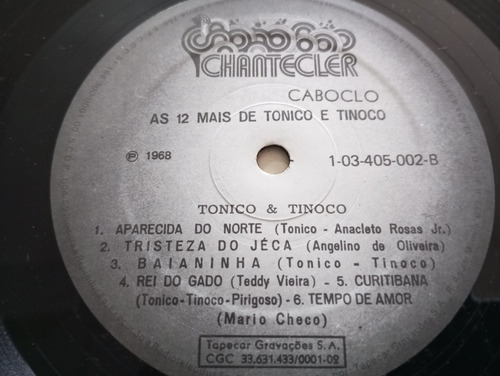 CHANTECLER
CABOCLO
AS 12 MAIS DE TONICO E TINOCO
℗ 1968
1-03-405-002-B
TONICO & TINOCO
1. APARECIDA DO NORTE (Tonico - Anacleto Rosas Jr.)
2. TRISTEZA DO JÉCA (Angelino de Oliveira)
3. BAIANINHA (Tonico - Tinoco)
4. REI DO GADO (Teddy Vieira) - 5. CURITIBANA
(Tonico-Tinoco-Pirigoso) - 6. TEMPO DE AMOR
(Mario Checo)
Tapecar Gravações S.A.
CGC 33.631.433/0001-09